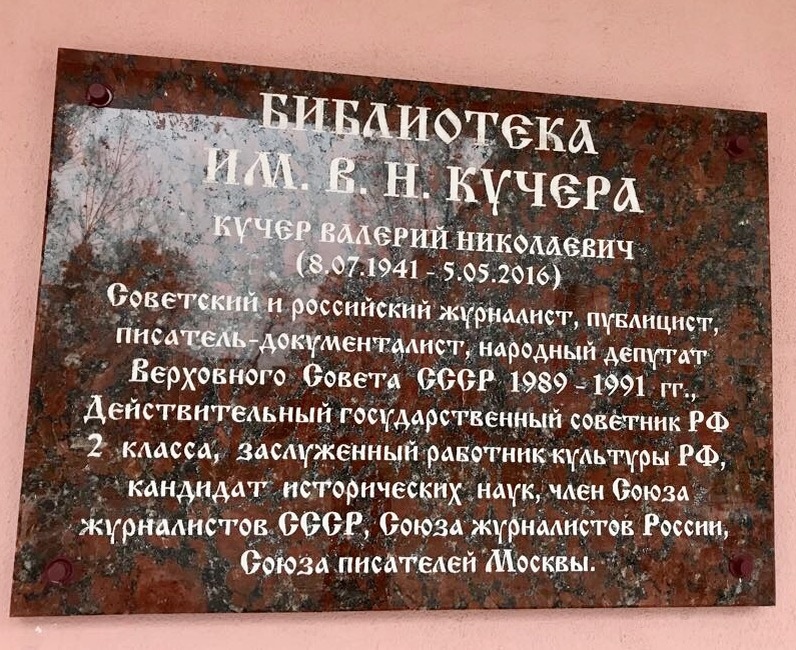 БИБЛИОТЕКА
ИМ. В. Н. КУЧЕРА
КУЧЕР ВАЛЕРИЙ НИКОЛАЕВИЧ
(8.07.1941 - 5.05.2016)
Советский и российский журналист, публицист,
писатель-документалист, народный депутат
Верховного Совета СССР 1989 - 1991 гг.,
Действительный государственный советник РФ
2 класса, заслуженный работник культуры РФ,
кандидат исторических наук, член Союза
журналистов СССР, Союза журналистов России,
Союза писателей Москвы.